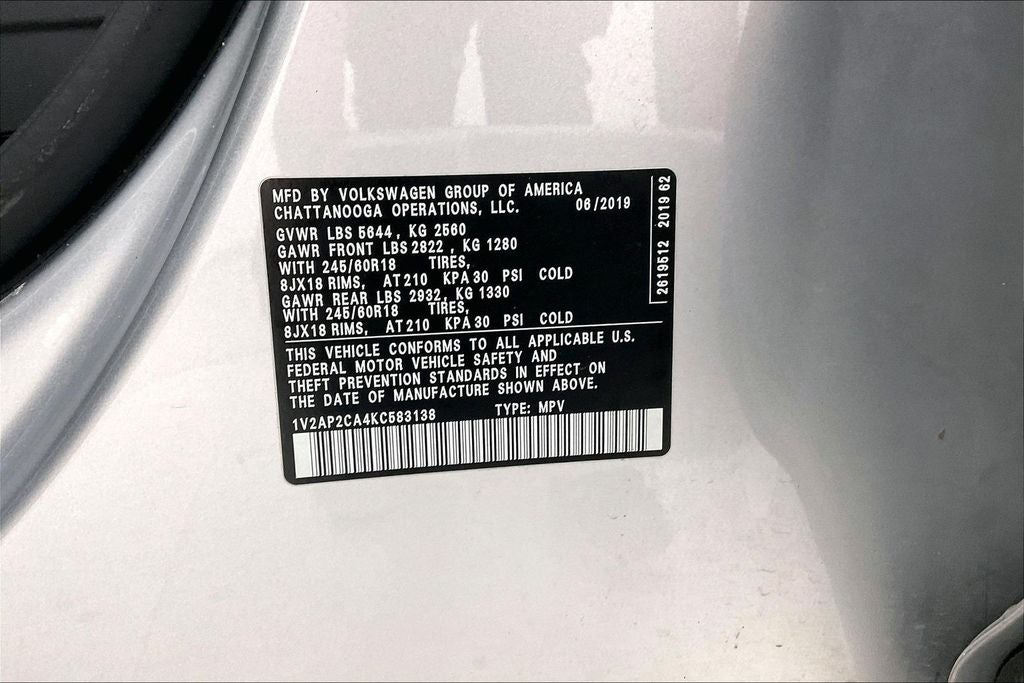 MFD BY VOLKSWAGEN GROUP OF AMERICA
CHATTANOOGA OPERATIONS, LLC. 06/2019
GVWR LBS 5644, KG 2560
GAWR FRONT LBS 2822, KG 1280
WITH 245/60R18 TIRES,
8JX18 RIMS, AT 210 KPA 30 PSI COLD
GAWR REAR LBS 2932, KG 1330
WITH 245/60R18 TIRES,
8JX18 RIMS, AT 210 KPA 30 PSI COLD
THIS VEHICLE CONFORMS TO ALL APPLICABLE U.S.
FEDERAL MOTOR VEHICLE SAFETY AND
THEFT PREVENTION STANDARDS IN EFFECT ON
THE DATE OF MANUFACTURE SHOWN ABOVE.
1V2AP2CA4KC583138 TYPE: MPV
2619512 2019 62